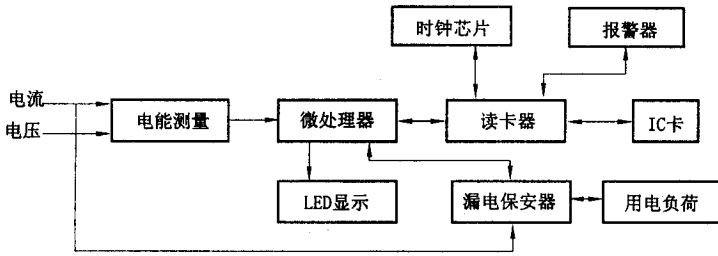 时钟芯片
报警器
电流
电压
电能测量
微处理器
读卡器
IC卡
LED显示
漏电保安器
用电负荷